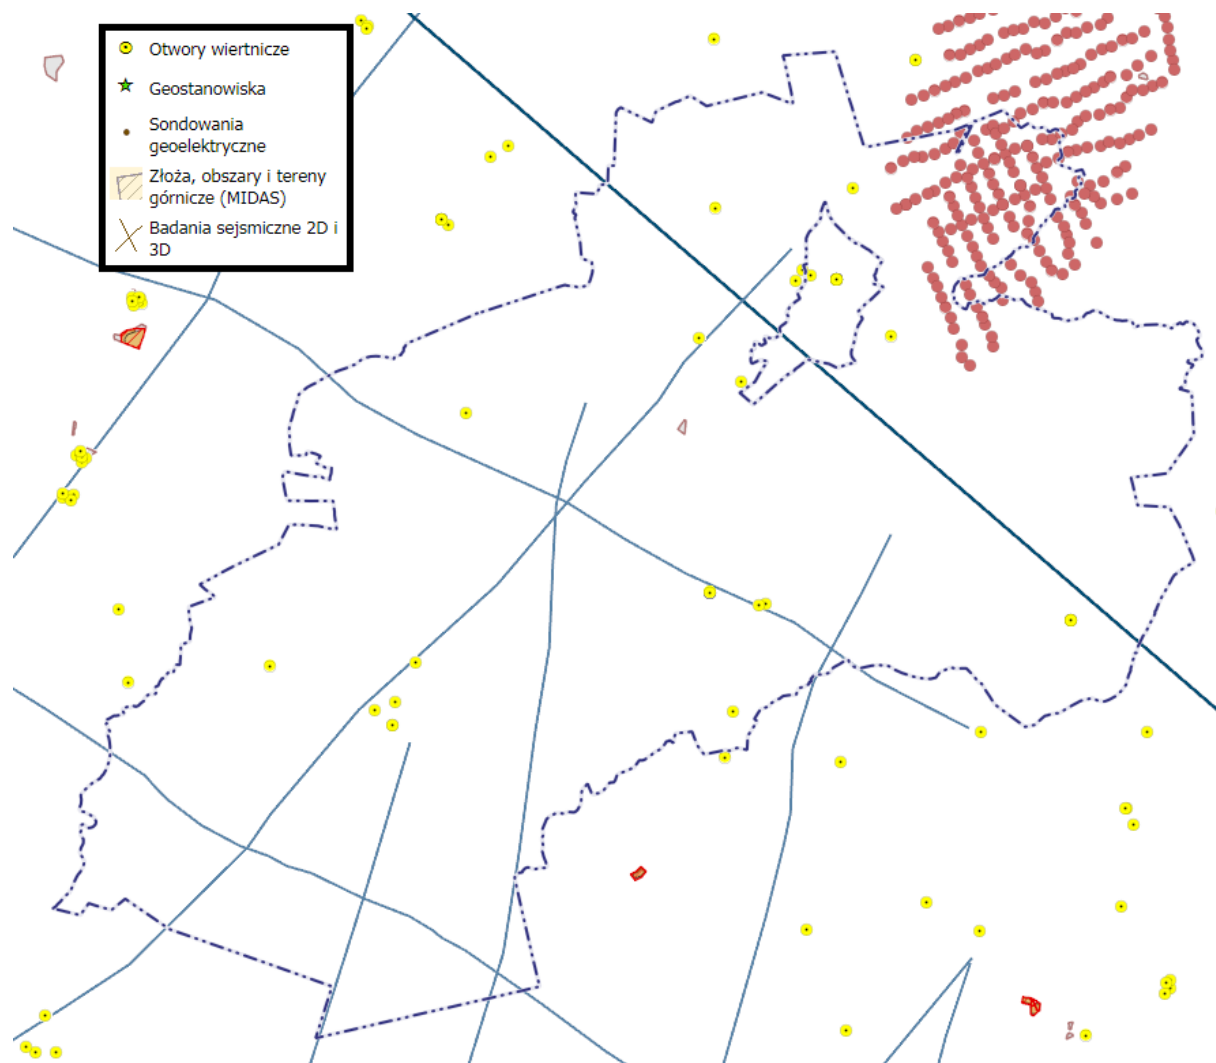 Otwory wiertnicze
Geostanowiska
Sondowania
geoelektryczne
Złoża, obszary i tereny
górnicze (MIDAS)
Badania sejsmiczne 2D i
3D